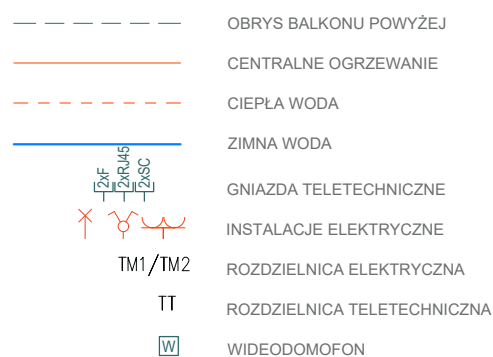 OBRYS BALKONU POWYŻEJ
CENTRALNE OGRZEWANIE
CIEPŁA WODA
ZIMNA WODA
2xF 2xRJ45 2xSC GNIAZDA TELETECHNICZNE
INSTALACJE ELEKTRYCZNE
TM1/TM2 ROZDZIELNICA ELEKTRYCZNA
TT ROZDZIELNICA TELETECHNICZNA
W WIDEODOMOFON